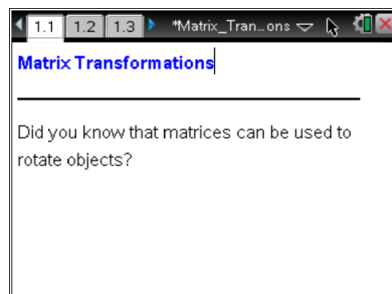 1.1 1.2 1.3 *Matrix_Tran…ons
Matrix Transformations
Did you know that matrices can be used to
rotate objects?